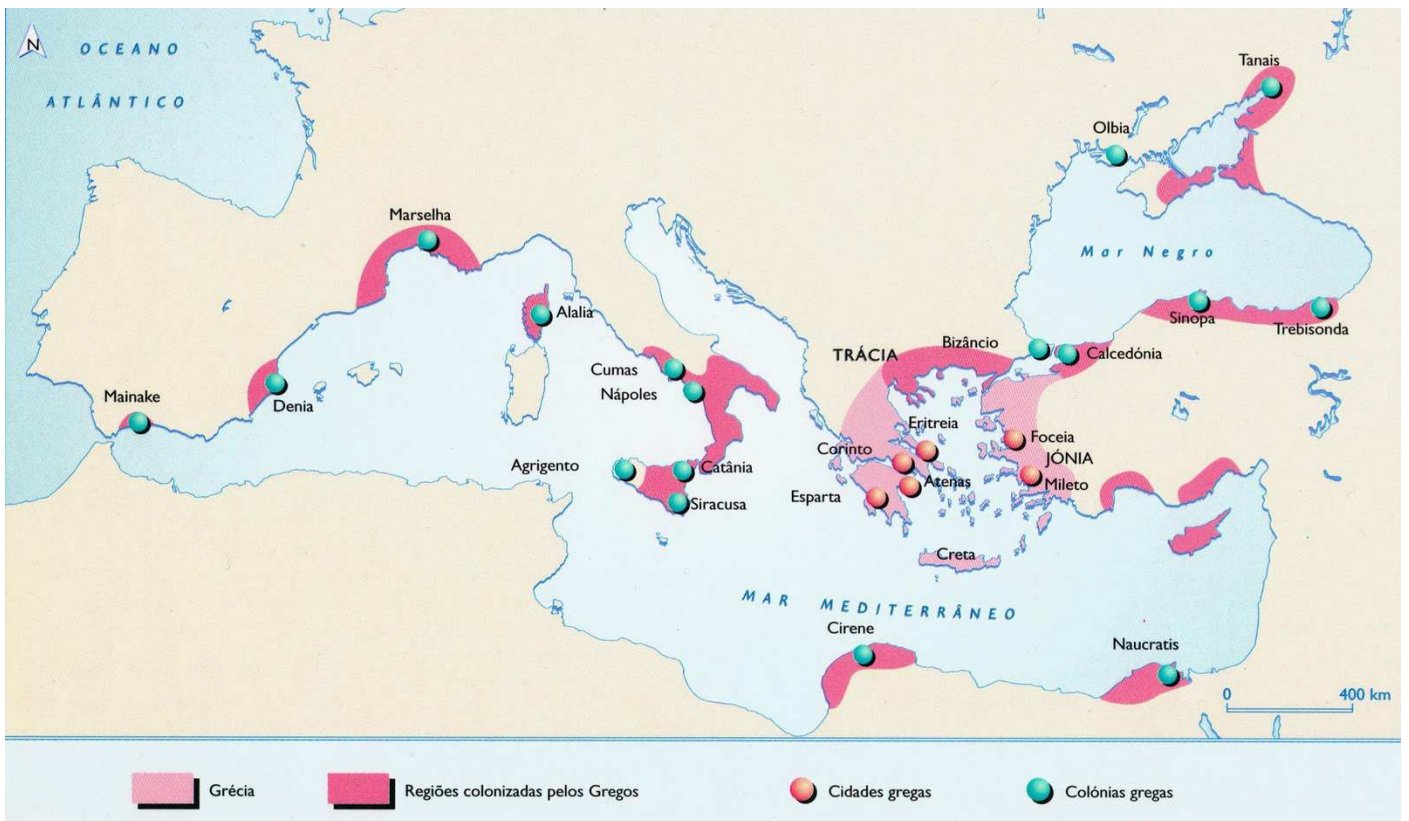 N
OCEANO
ATLÂNTICO
Tanais
Olbia
Marselha
Mar Negro
Alalia
Sinopa
Trebisonda
TRÁCIA
Bizâncio
Calcedónia
Cumas
Nápoles
Mainake
Denia
Eritreia
Corinto
Foceia
JÓNIA
Agrigento
Catânia
Atenas
Mileto
Esparta
Siracusa
Creta
MAR MEDITERRÂNEO
Cirene
Naucratis
0 400 km
Grécia
Regiões colonizadas pelos Gregos
Cidades gregas
Colónias gregas